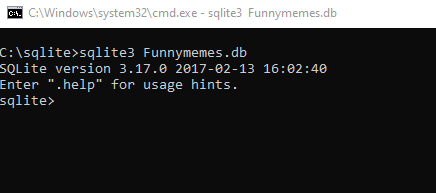 C:\Windows\system32\cmd.exe - sqlite3 Funnymemes.db
C:\sqlite>sqlite3 Funnymemes.db
SQLite version 3.17.0 2017-02-13 16:02:40
Enter ".help" for usage hints.
sqlite>